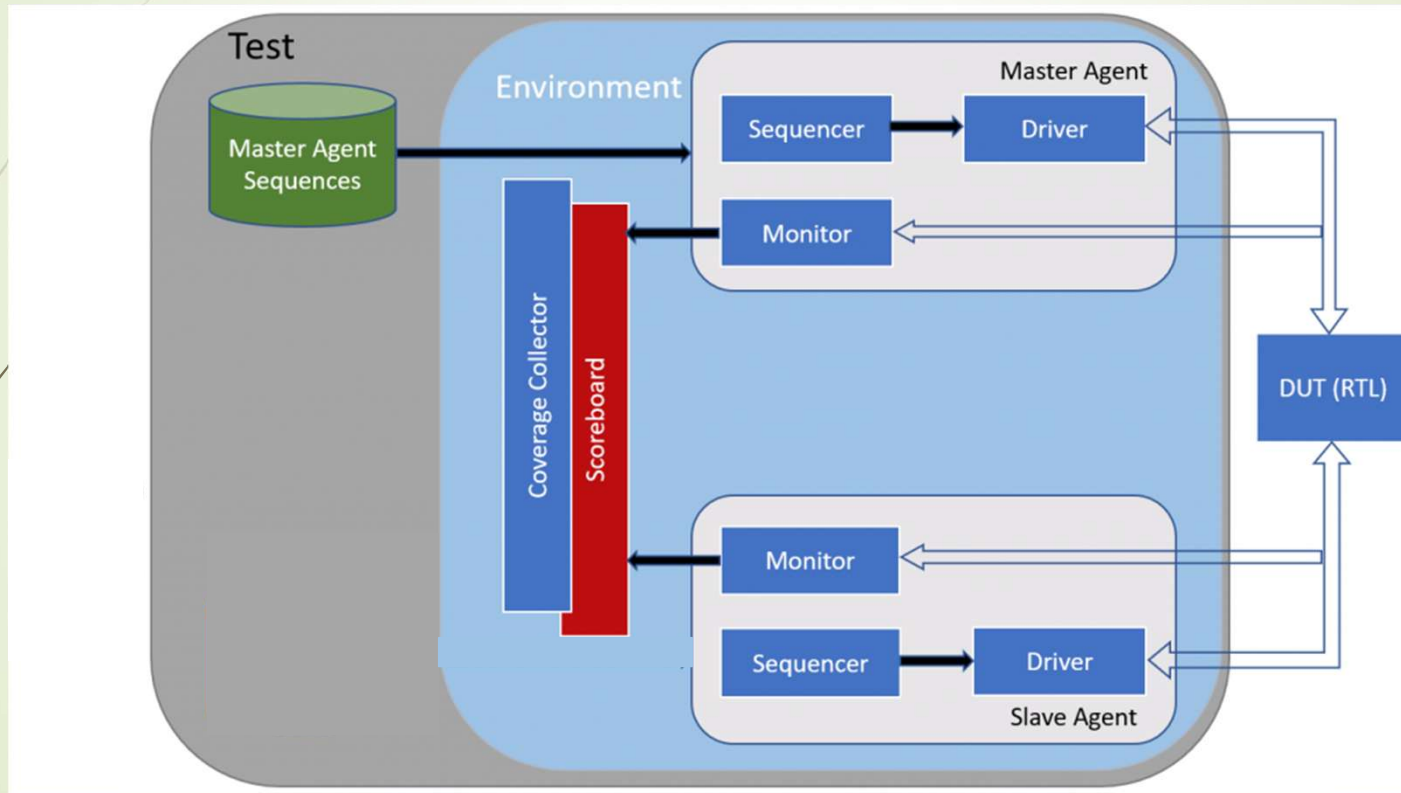 Test
Environment
Master Agent
Sequencer
Driver
Master Agent
Sequences
Monitor
Coverage Collector
Scoreboard
DUT (RTL)
Monitor
Sequencer
Driver
Slave Agent